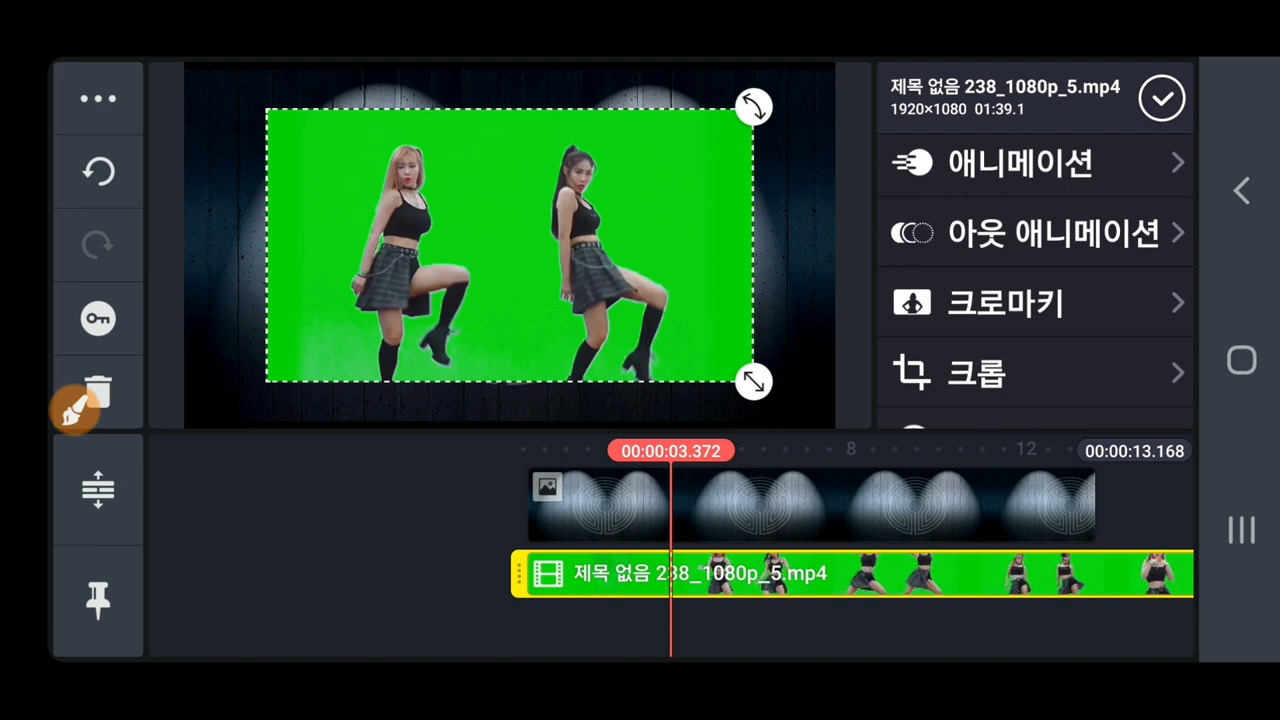 제목 없음 238_1080p_5.mp4
1920×1080 01:39.1
애니메이션
아웃 애니메이션
크로마키
크롭
00:00:03.372
8
12
00:00:13.168
제목 없음 238_1080p_5.mp4